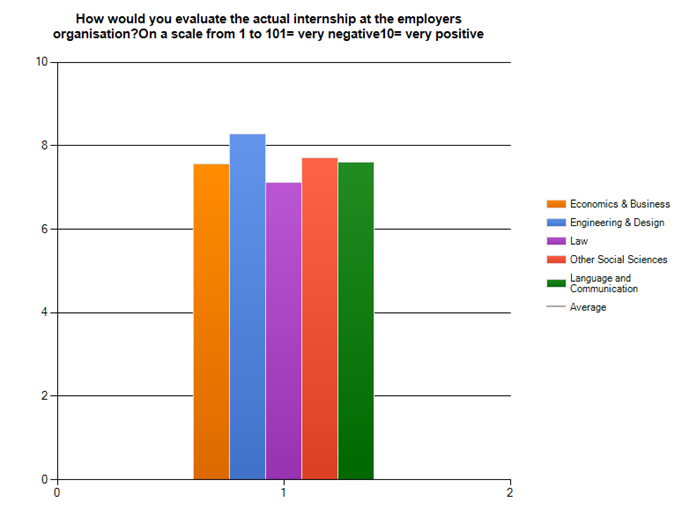 How would you evaluate the actual internship at the employers
organisation?On a scale from 1 to 101= very negative10= very positive
10
8
6
4
2
0
0
1
2
Economics & Business
Engineering & Design
Law
Other Social Sciences
Language and
Communication
Average